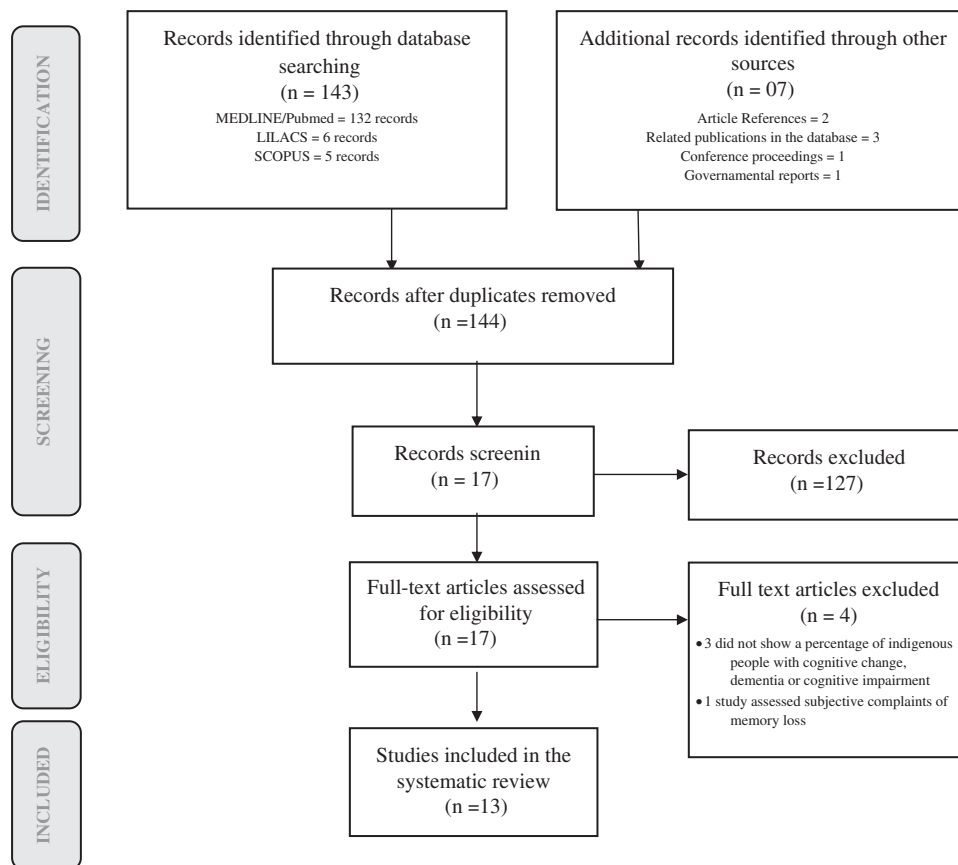 IDENTIFICATION
Records identified through database
searching
(n = 143)
MEDLINE/Pubmed = 132 records
LILACS = 6 records
SCOPUS = 5 records
Additional records identified through other
sources
(n = 07)
Article References = 2
Related publications in the database = 3
Conference proceedings = 1
Governamental reports = 1
SCREENING
Records after duplicates removed
(n =144)
Records screenin
(n = 17)
Records excluded
(n =127)
ELIGIBILITY
Full-text articles assessed
for eligibility
(n =17)
Full text articles excluded
(n = 4)
• 3 did not show a percentage of indigenous
people with cognitive change,
dementia or cognitive impairment
• 1 study assessed subjective complaints of
memory loss
INCLUDED
Studies included in the
systematic review
(n =13)